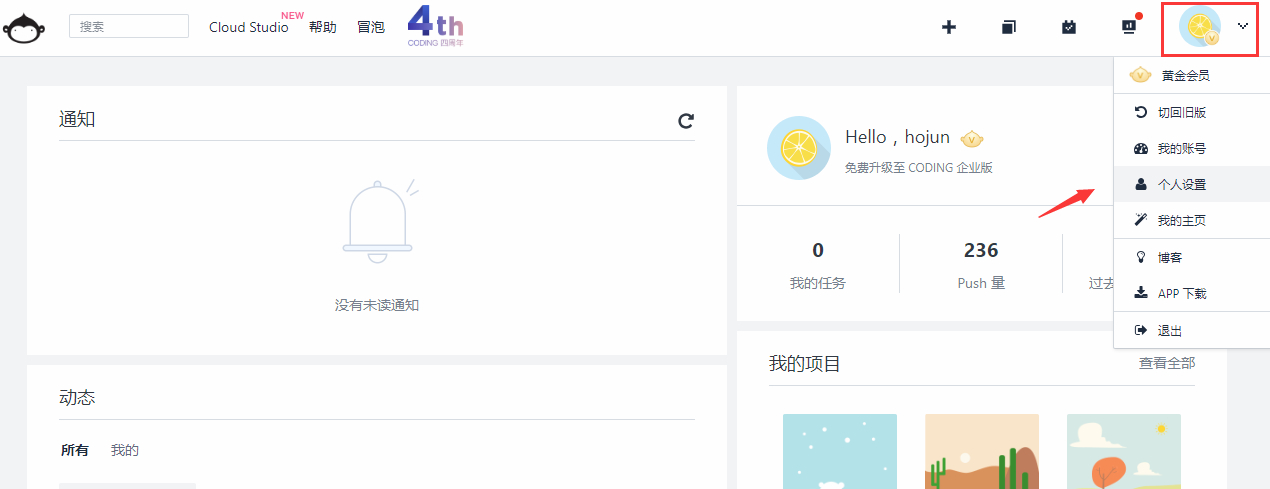 搜索
Cloud Studio
NEW
帮助
冒泡
4th
CODING 四周年
黄金会员
切回旧版
我的账号
个人设置
我的主页
博客
APP 下载
退出
通知
没有未读通知
Hello，hojun
免费升级至 CODING 企业版
0
我的任务
236
Push 量
过去
我的项目
查看全部
动态
所有
我的